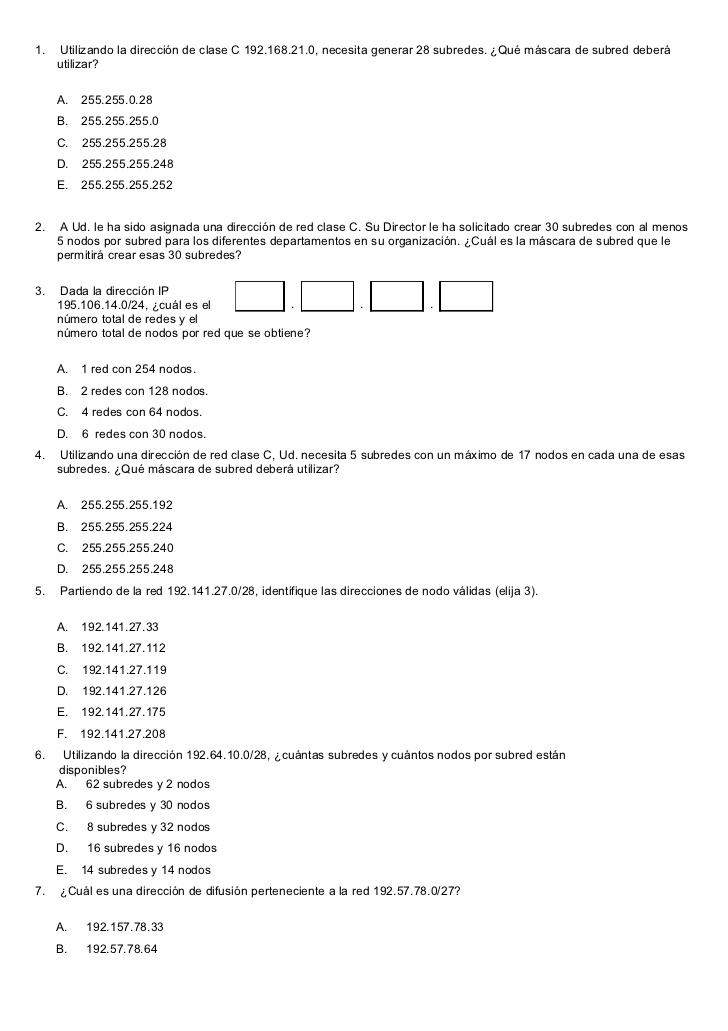 1. Utilizando la dirección de clase C 192.168.21.0, necesita generar 28 subredes. ¿Qué máscara de subred deberá
utilizar?
A. 255.255.0.28
B. 255.255.255.0
C. 255.255.255.28
D. 255.255.255.248
E. 255.255.255.252
2. A Ud. le ha sido asignada una dirección de red clase C. Su Director le ha solicitado crear 30 subredes con al menos
5 nodos por subred para los diferentes departamentos en su organización. ¿Cuál es la máscara de subred que le
permitirá crear esas 30 subredes?
3. Dada la dirección IP
195.106.14.0/24, ¿cuál es el . . .
número total de redes y el
número total de nodos por red que se obtiene?
A. 1 red con 254 nodos.
B. 2 redes con 128 nodos.
C. 4 redes con 64 nodos.
D. 6 redes con 30 nodos.
4. Utilizando una dirección de red clase C, Ud. necesita 5 subredes con un máximo de 17 nodos en cada una de esas
subredes. ¿Qué máscara de subred deberá utilizar?
A. 255.255.255.192
B. 255.255.255.224
C. 255.255.255.240
D. 255.255.255.248
5. Partiendo de la red 192.141.27.0/28, identifique las direcciones de nodo válidas (elija 3).
A. 192.141.27.33
B. 192.141.27.112
C. 192.141.27.119
D. 192.141.27.126
E. 192.141.27.175
F. 192.141.27.208
6. Utilizando la dirección 192.64.10.0/28, ¿cuántas subredes y cuántos nodos por subred están
disponibles?
A. 62 subredes y 2 nodos
B. 6 subredes y 30 nodos
C. 8 subredes y 32 nodos
D. 16 subredes y 16 nodos
E. 14 subredes y 14 nodos
7. ¿Cuál es una dirección de difusión perteneciente a la red 192.57.78.0/27?
A. 192.157.78.33
B. 192.57.78.64